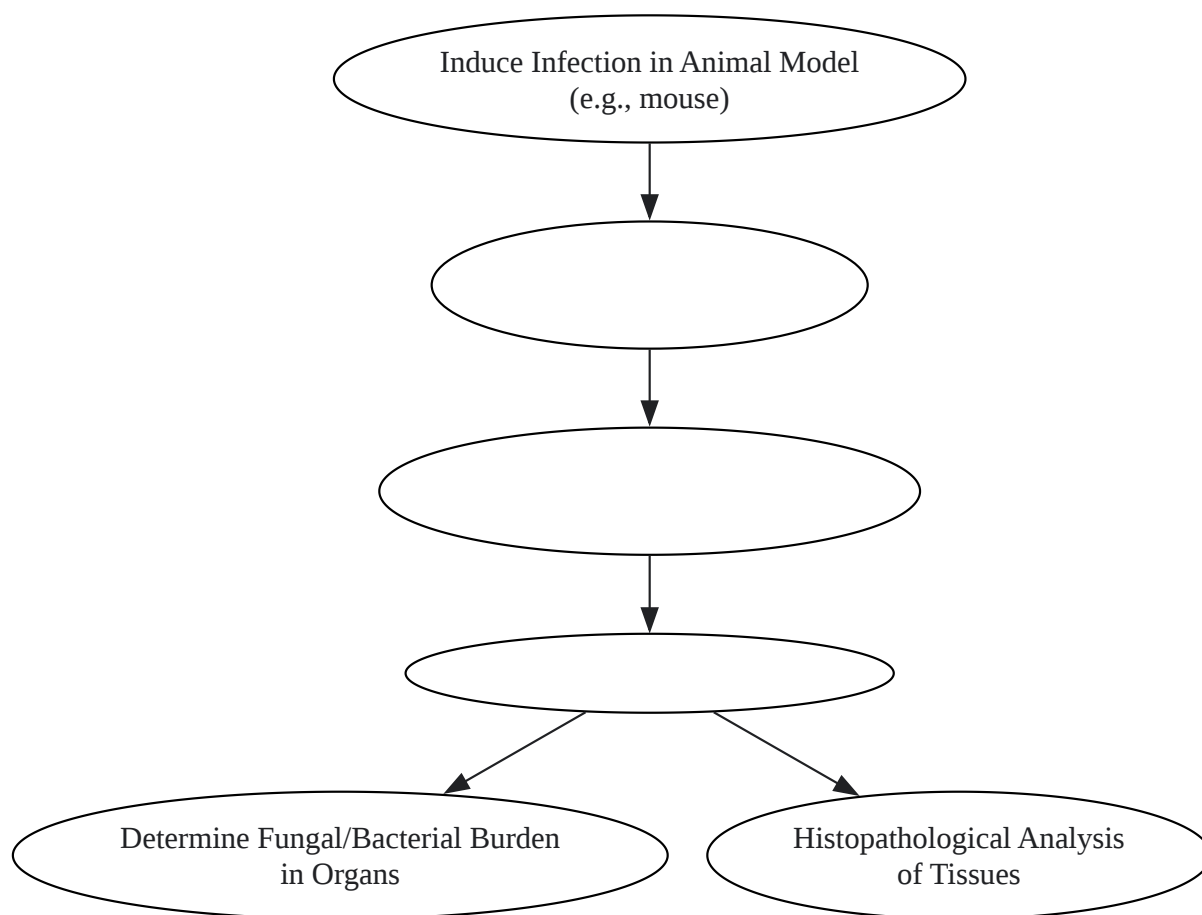 Induce Infection in Animal Model
(e.g., mouse)
Determine Fungal/Bacterial Burden
in Organs
Histopathological Analysis
of Tissues